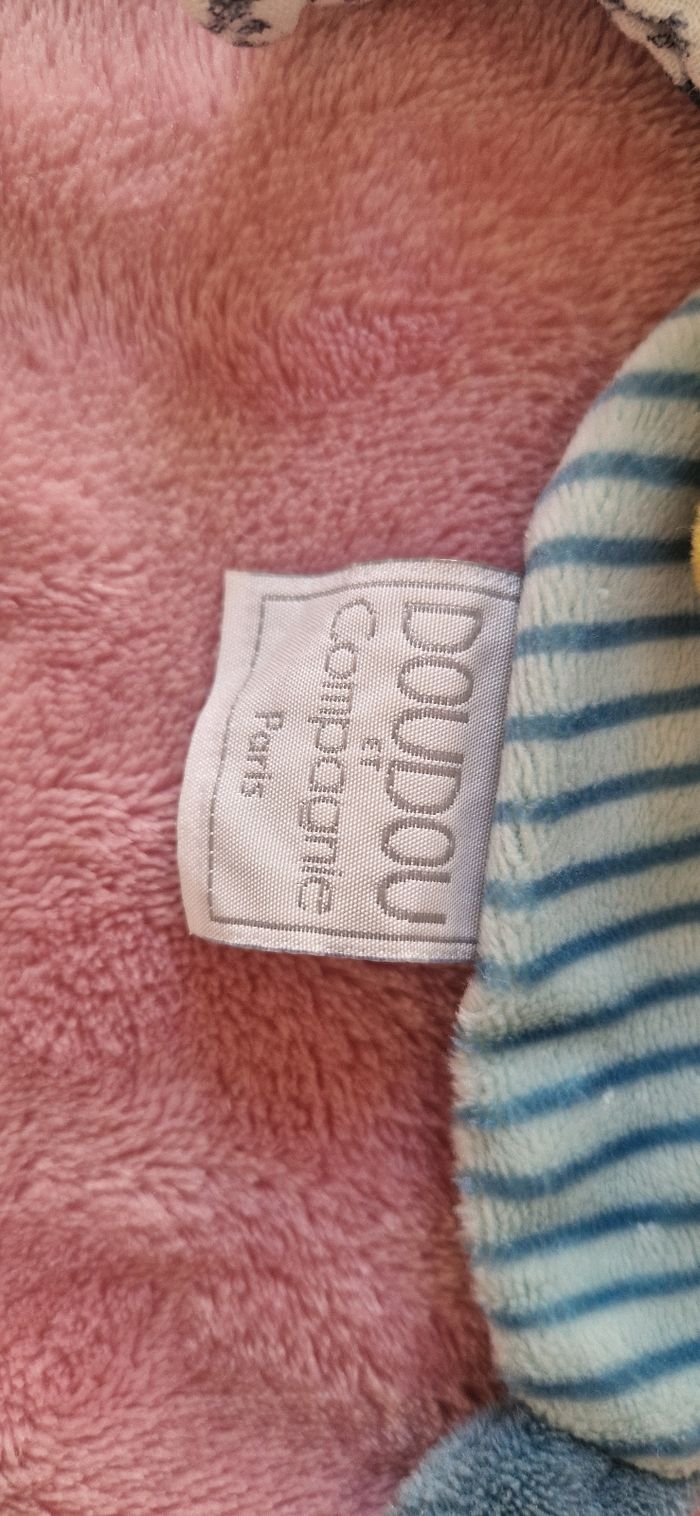 DOUDOU
ET
Compagnie
Paris